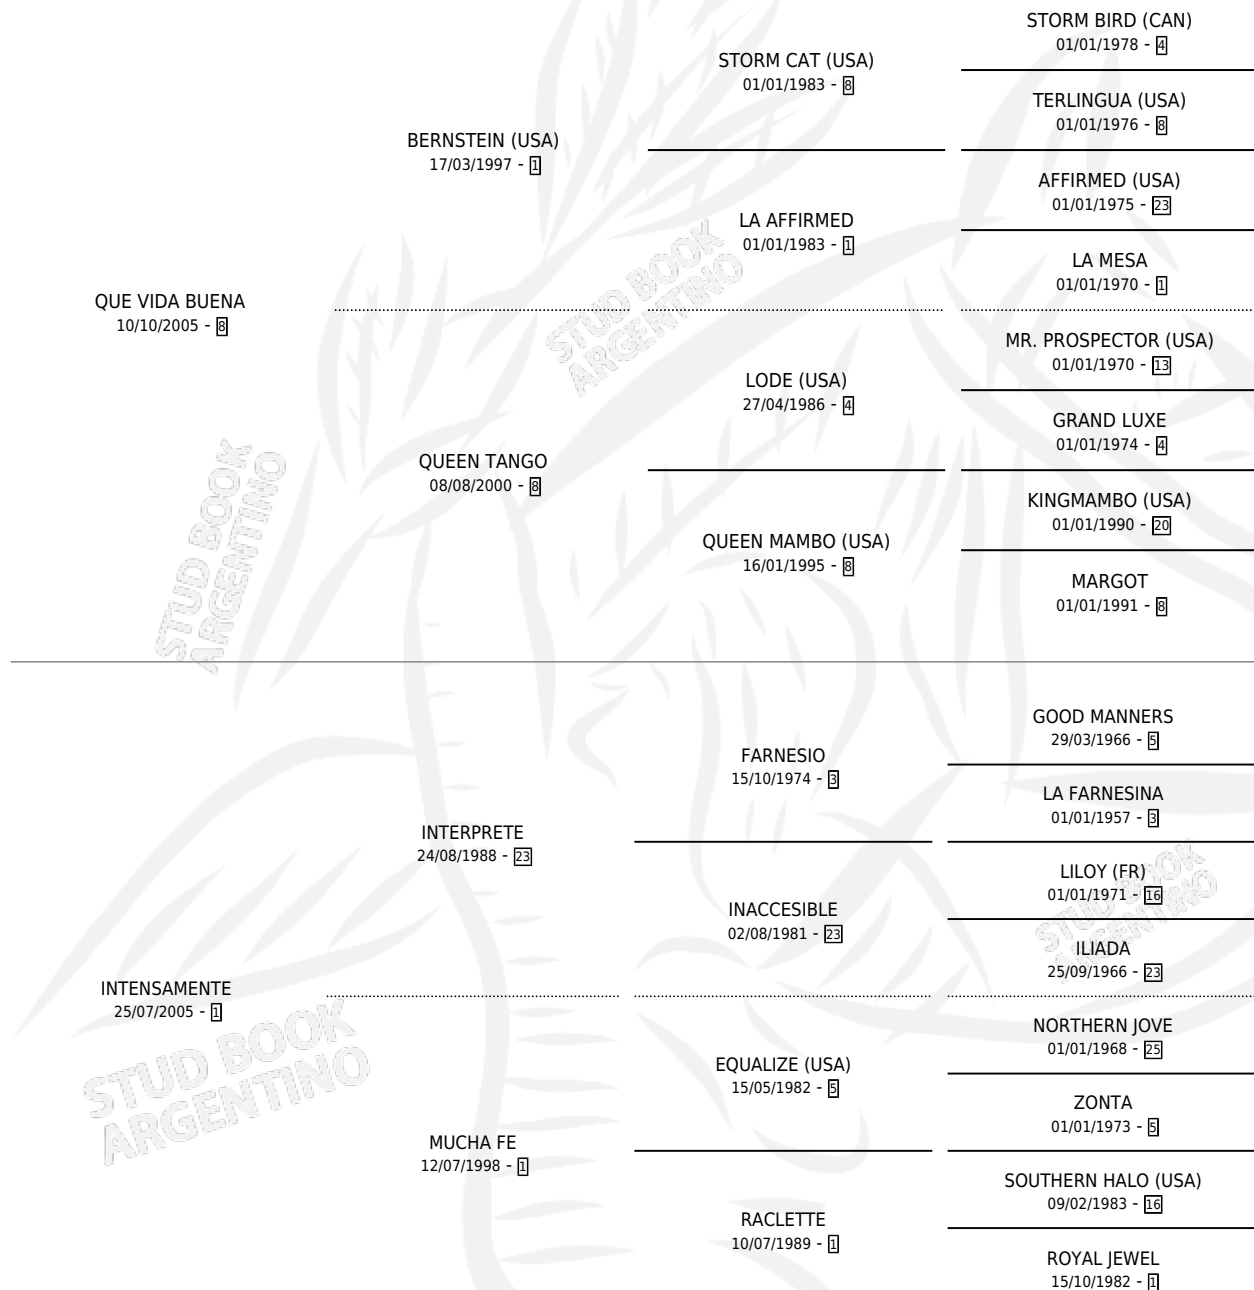 STORM BIRD (CAN)
01/01/1978 - 4
STORM CAT (USA)
01/01/1983 - 8
TERLINGUA (USA)
01/01/1976 - 8
BERNSTEIN (USA)
17/03/1997 - 1
AFFIRMED (USA)
01/01/1975 - 23
LA AFFIRMED
01/01/1983 - 1
LA MESA
01/01/1970 - 1
QUE VIDA BUENA
10/10/2005 - 8
MR. PROSPECTOR (USA)
01/01/1970 - 13
LODE (USA)
27/04/1986 - 4
GRAND LUXE
01/01/1974 - 4
QUEEN TANGO
08/08/2000 - 8
KINGMAMBO (USA)
01/01/1990 - 20
QUEEN MAMBO (USA)
16/01/1995 - 8
MARGOT
01/01/1991 - 8
GOOD MANNERS
29/03/1966 - 5
FARNESIO
15/10/1974 - 3
LA FARNESINA
01/01/1957 - 3
INTERPRETE
24/08/1988 - 23
LILOY (FR)
01/01/1971 - 16
INACCESIBLE
02/08/1981 - 23
ILIADA
25/09/1966 - 23
INTENSAMENTE
25/07/2005 - 1
NORTHERN JOVE
01/01/1968 - 25
EQUALIZE (USA)
15/05/1982 - 5
ZONTA
01/01/1973 - 5
MUCHA FE
12/07/1998 - 1
SOUTHERN HALO (USA)
09/02/1983 - 16
RACLETTE
10/07/1989 - 1
ROYAL JEWEL
15/10/1982 - 1
STUD BOOK
ARGENTINO
STUD BOOK
ARGENTINO
STUD BOOK
ARGENTINO
STUD BOOK
ARGENTINO